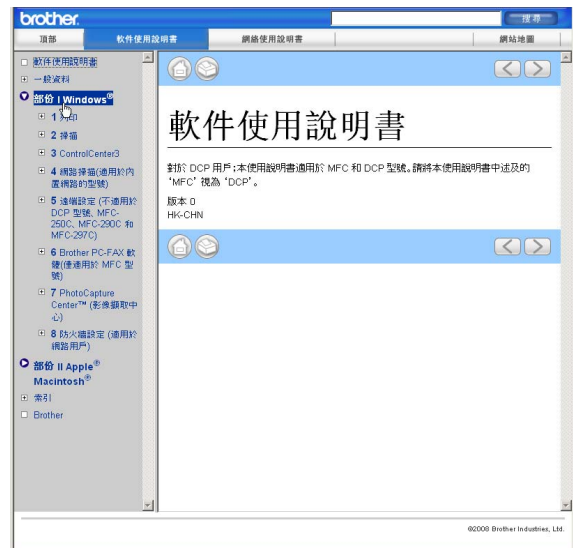 brother.
搜尋
頂部
軟件使用說明書
網絡使用說明書
網站地圖
軟件使用說明書
一般資料
部份 I Windows®
1 列印
2 掃描
3 ControlCenter3
4 網路掃描(適用於內
置網路的型號)
5 遠端設定 (不適用於
DCP 型號、MFC-
250C、MFC-290C 和
MFC-297C)
6 Brother PC-FAX 軟
體(僅適用於 MFC 型
號)
7 PhotoCapture
Center™ (影像擷取中
心)
8 防火牆設定 (適用於
網路用戶)
部份 II Apple®
Macintosh®
索引
Brother
軟件使用說明書
對於 DCP 用戶：本使用說明書適用於 MFC 和 DCP 型號。請將本使用說明書中述及的
‘MFC’ 視為 ‘DCP’。
版本 0
HK-CHN
©2008 Brother Industries, Ltd.